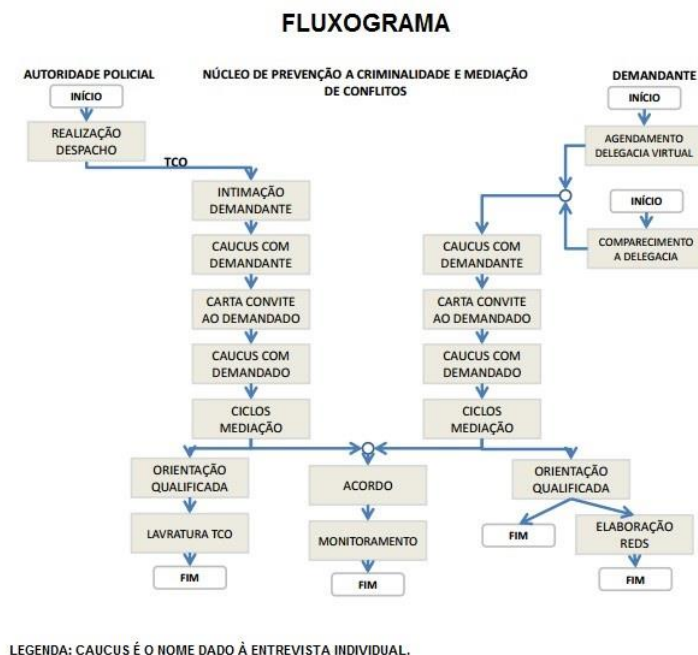 FLUXOGRAMA
AUTORIDADE POLICIAL
NÚCLEO DE PREVENÇÃO A CRIMINALIDADE E MEDIAÇÃO
DE CONFLITOS
DEMANDANTE
INÍCIO
REALIZAÇÃO
DESPACHO
TCO
INTIMAÇÃO
DEMANDANTE
CAUCUS COM
DEMANDANTE
CARTA CONVITE
AO DEMANDADO
CAUCUS COM
DEMANDADO
CICLOS
MEDIAÇÃO
INÍCIO
AGENDAMENTO
DELEGACIA VIRTUAL
INÍCIO
COMPARECIMENTO
A DELEGACIA
CAUCUS COM
DEMANDANTE
CARTA CONVITE
AO DEMANDADO
CAUCUS COM
DEMANDADO
CICLOS
MEDIAÇÃO
ORIENTAÇÃO
QUALIFICADA
LAVRATURA TCO
FIM
ACORDO
MONITORAMENTO
FIM
ORIENTAÇÃO
QUALIFICADA
FIM
ELABORAÇÃO
REDS
FIM
LEGENDA: CAUCUS É O NOME DADO À ENTREVISTA INDIVIDUAL.